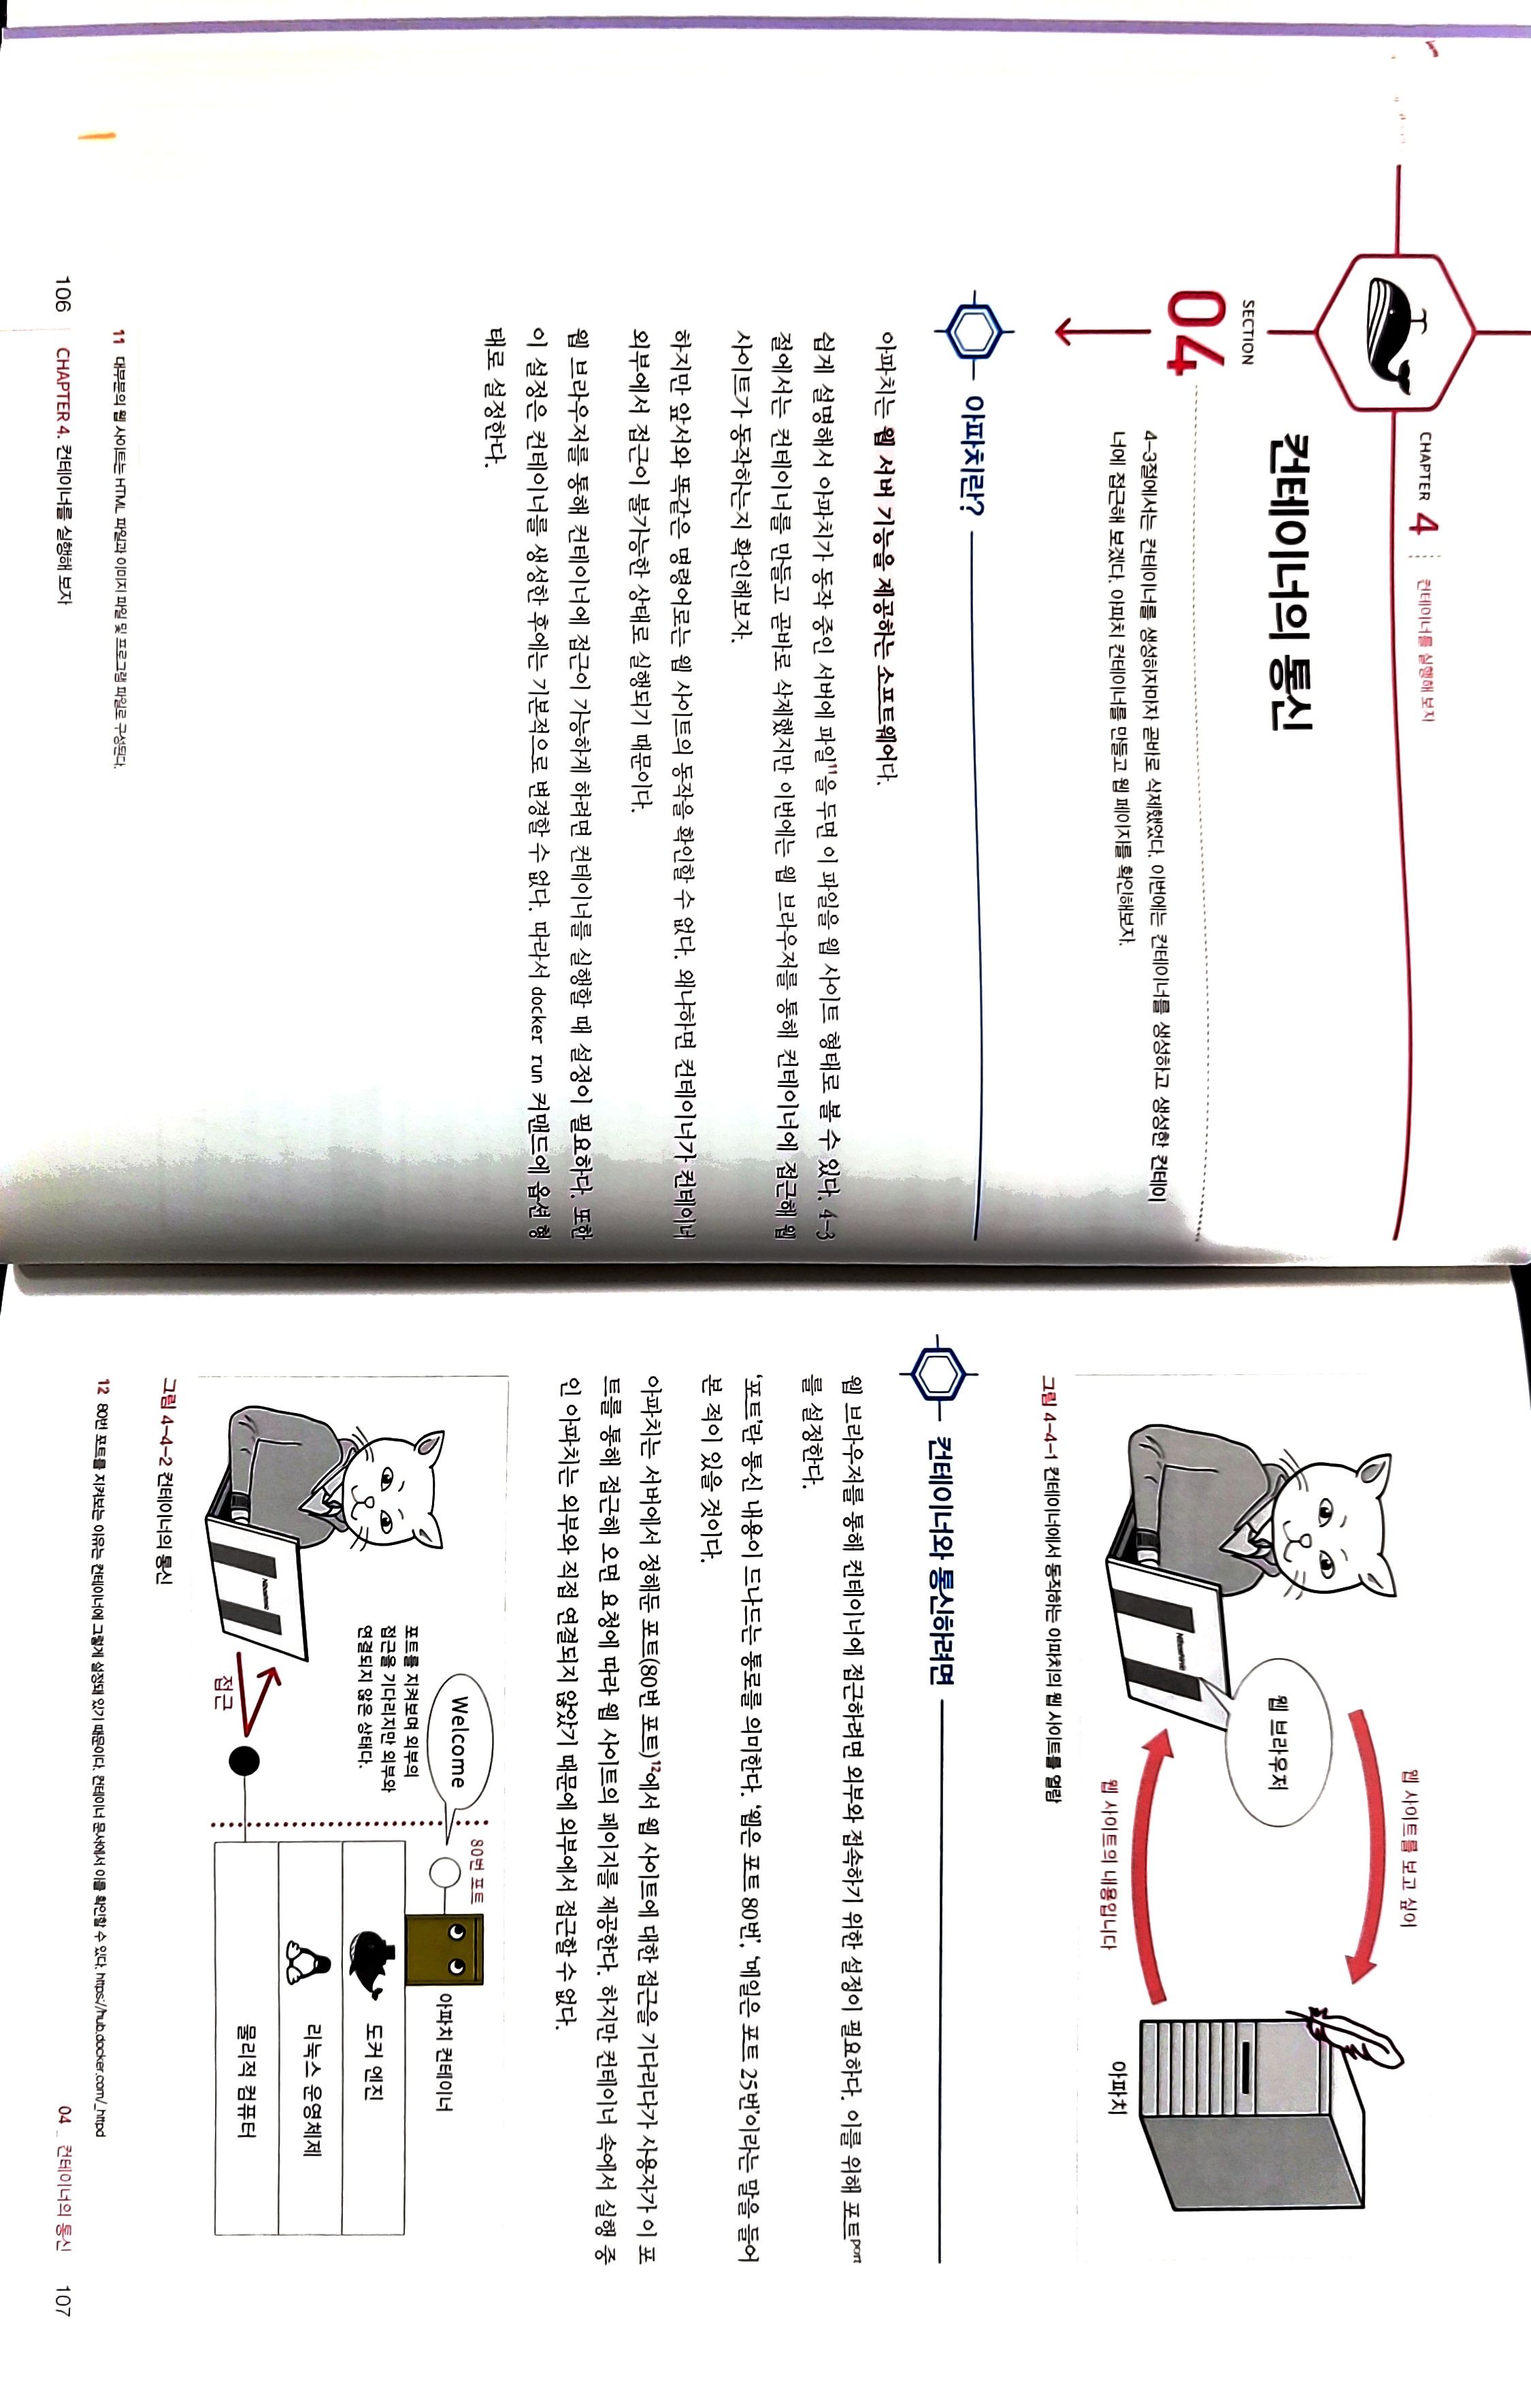 CHAPTER 4 컨테이너를 실행해 보자
컨테이너의 통신
SECTION
04
4-3절에서는 컨테이너를 생성하자마자 곧바로 삭제했었다. 이번에는 컨테이너를 생성하고 생성한 컨테이
너에 접근해 보겠다. 아파치 컨테이너를 만들고 웹 페이지를 확인해보자.
아파치란?
아파치는 웹 서버 기능을 제공하는 소프트웨어다.
쉽게 설명해서 아파치가 동작 중인 서버에 파일11을 두면 이 파일을 웹 사이트 형태로 볼 수 있다. 4-3
절에서는 컨테이너를 만들고 곧바로 삭제했지만 이번에는 웹 브라우저를 통해 컨테이너에 접근해 웹
사이트가 동작하는지 확인해보자.
하지만 앞서와 똑같은 명령어로는 웹 사이트의 동작을 확인할 수 없다. 왜냐하면 컨테이너가 컨테이너
외부에서 접근이 불가능한 상태로 실행되기 때문이다.
웹 브라우저를 통해 컨테이너에 접근이 가능하게 하려면 컨테이너를 실행할 때 설정이 필요하다. 또한
이 설정은 컨테이너를 생성한 후에는 기본적으로 변경할 수 없다. 따라서 docker run 커맨드에 옵션 형
태로 설정한다.
11 대부분의 웹 사이트는 HTML 파일과 이미지 파일 및 프로그램 파일로 구성된다.
106 CHAPTER 4. 컨테이너를 실행해 보자
웹 사이트를 보고 싶어
웹 브라우저
웹 사이트의 내용입니다
아파치
그림 4-4-1 컨테이너에서 동작하는 아파치의 웹 사이트를 열람
컨테이너와 통신하려면
웹 브라우저를 통해 컨테이너에 접근하려면 외부와 접속하기 위한 설정이 필요하다. 이를 위해 포트port
를 설정한다.
‘포트’란 통신 내용이 드나드는 통로를 의미한다. ‘웹은 포트 80번’, ‘메일은 포트 25번’이라는 말을 들어
본 적이 있을 것이다.
아파치는 서버에서 정해둔 포트(80번 포트)12에서 웹 사이트에 대한 접근을 기다리다가 사용자가 이 포
트를 통해 접근해 오면 요청에 따라 웹 사이트의 페이지를 제공한다. 하지만 컨테이너 속에서 실행 중
인 아파치는 외부와 직접 연결되지 않았기 때문에 외부에서 접근할 수 없다.
Welcome
80번 포트
아파치 컨테이너
포트를 지켜보며 외부의
접근을 기다리지만 외부와
연결되지 않은 상태다.
도커 엔진
리눅스 운영체제
물리적 컴퓨터
접근
그림 4-4-2 컨테이너의 통신
12 80번 포트를 지켜보는 이유는 컨테이너에 그렇게 설정돼 있기 때문이다. 컨테이너 문서에서 이를 확인할 수 있다. https://hub.docker.com/_httpd
04 _ 컨테이너의 통신 107